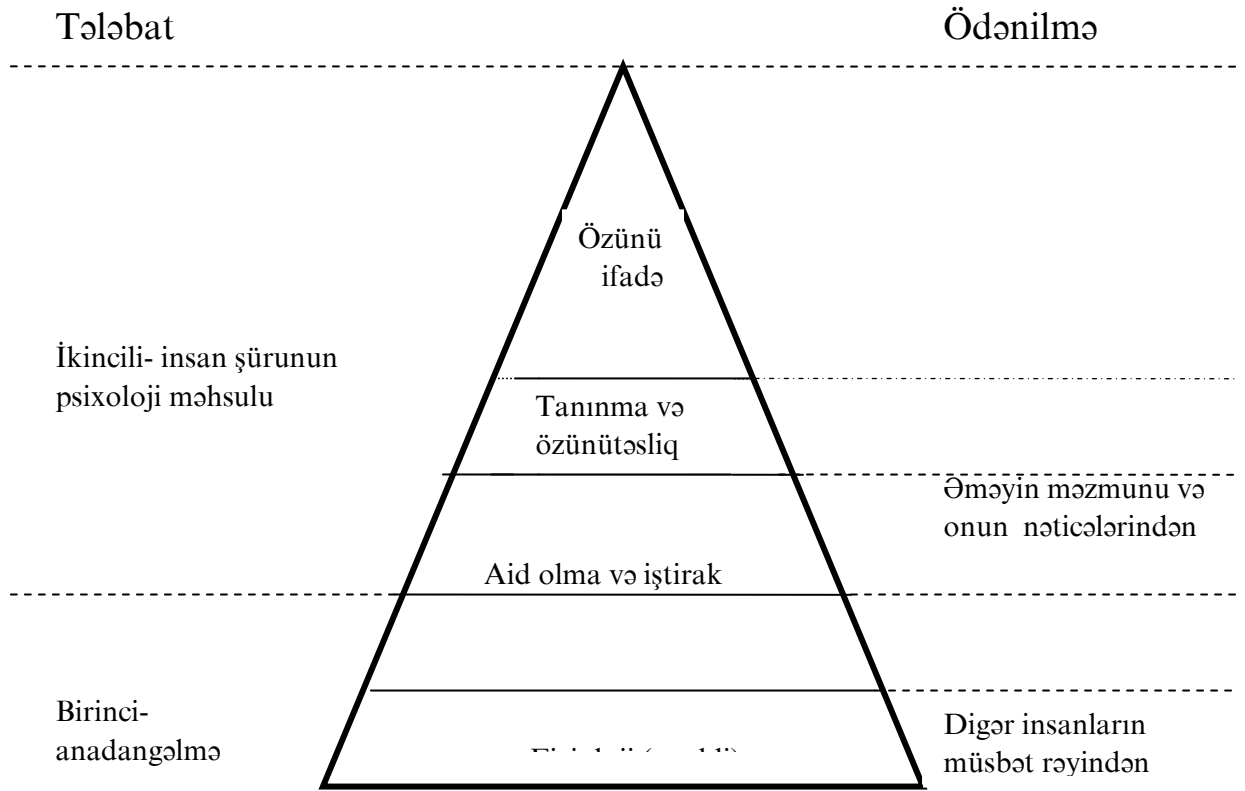 Tələbat
Ödənilmə
Özünü
ifadə
İkincili- insan şürunun
psixoloji məhsulu
Tanınma və
özünütəsliq
Əməyin məzmunu və
onun nəticələrindən
Aid olma və iştirak
Birinci-
anadangəlmə
Digər insanların
müsbət rəyindən